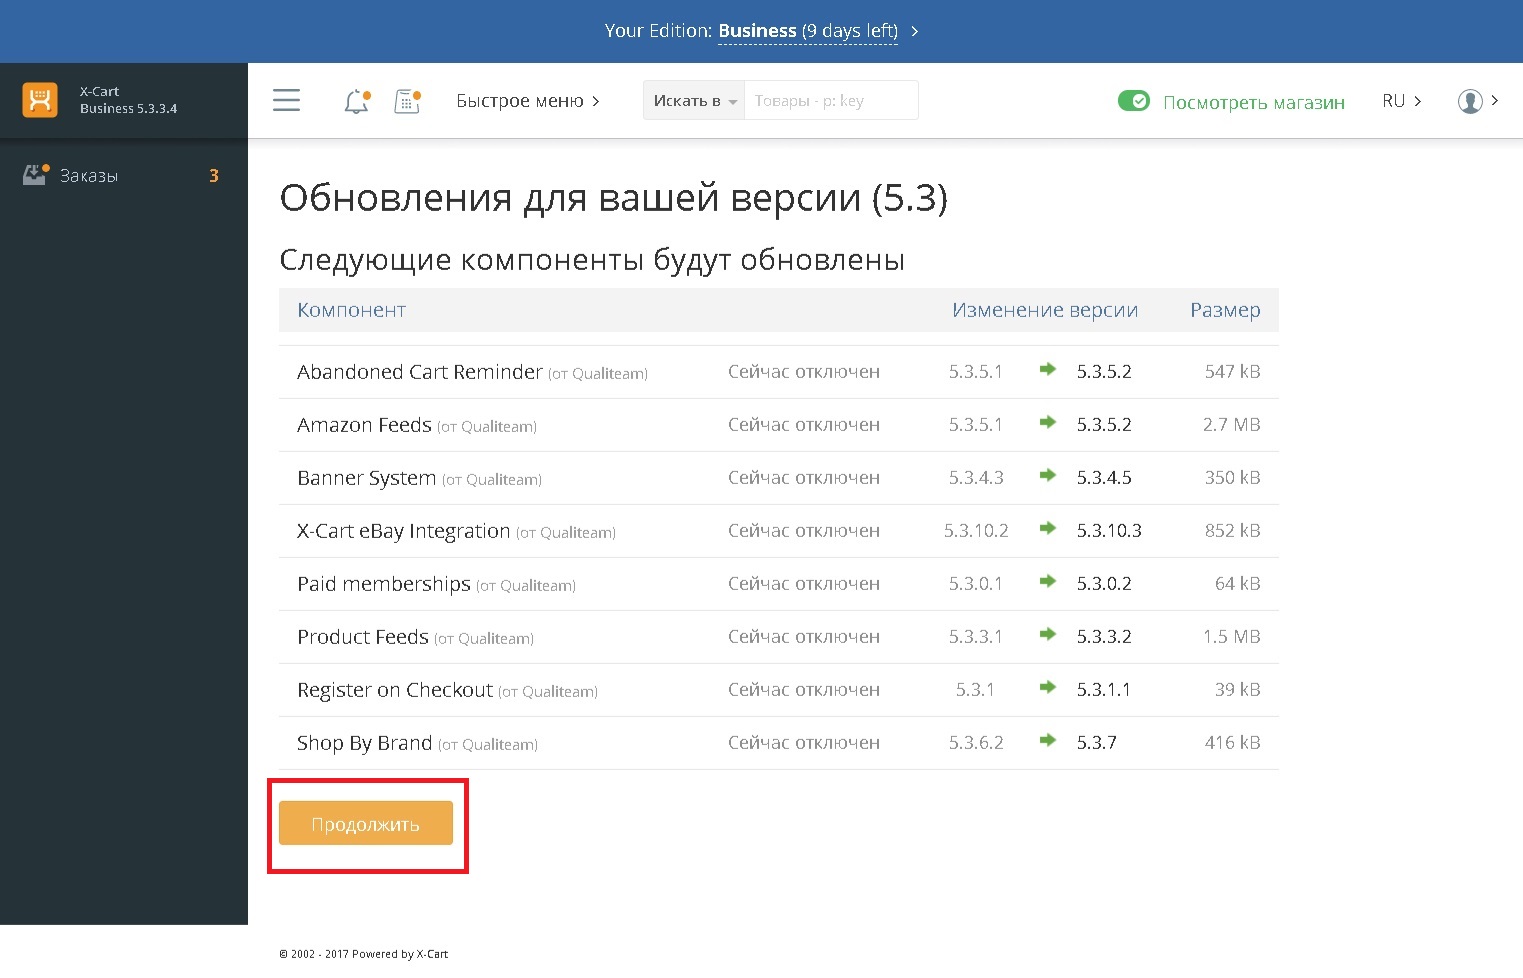 Your Edition: Business (9 days left)
X-Cart
Business 5.3.3.4
Быстрое меню
Искать в
Товары - p: key
Посмотреть магазин
RU
Заказы 3
Обновления для вашей версии (5.3)
Следующие компоненты будут обновлены
Компонент Изменение версии Размер
Abandoned Cart Reminder (от Qualiteam) Сейчас отключен 5.3.5.1 5.3.5.2 547 kB
Amazon Feeds (от Qualiteam) Сейчас отключен 5.3.5.1 5.3.5.2 2.7 MB
Banner System (от Qualiteam) Сейчас отключен 5.3.4.3 5.3.4.5 350 kB
X-Cart eBay Integration (от Qualiteam) Сейчас отключен 5.3.10.2 5.3.10.3 852 kB
Paid memberships (от Qualiteam) Сейчас отключен 5.3.0.1 5.3.0.2 64 kB
Product Feeds (от Qualiteam) Сейчас отключен 5.3.3.1 5.3.3.2 1.5 MB
Register on Checkout (от Qualiteam) Сейчас отключен 5.3.1 5.3.1.1 39 kB
Shop By Brand (от Qualiteam) Сейчас отключен 5.3.6.2 5.3.7 416 kB
Продолжить
© 2002 - 2017 Powered by X-Cart